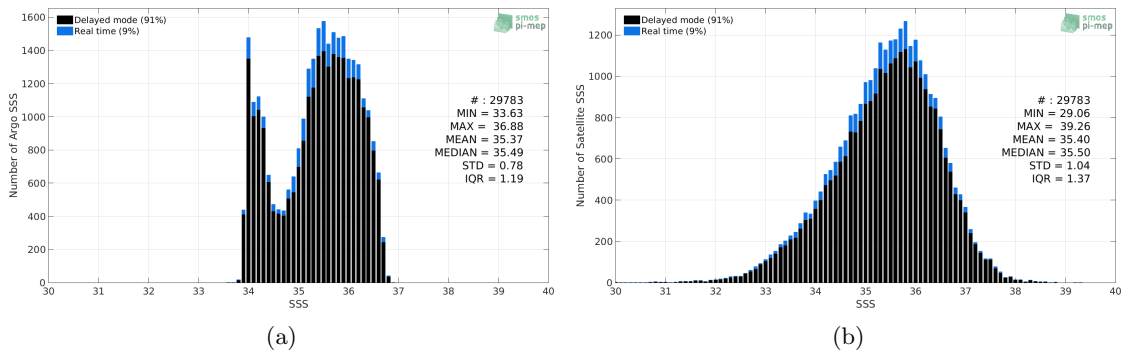 Delayed mode (91%)
Real time (9%)
smos
pi-mep
Number of Argo SSS
1600
1400
1200
1000
800
600
400
200
0
# : 29783
MIN = 33.63
MAX = 36.88
MEAN = 35.37
MEDIAN = 35.49
STD = 0.78
IQR = 1.19
30 31 32 33 34 35 36 37 38 39 40
SSS
(a)
Delayed mode (91%)
Real time (9%)
smos
pi-mep
Number of Satellite SSS
1200
1000
800
600
400
200
0
# : 29783
MIN = 29.06
MAX = 39.26
MEAN = 35.40
MEDIAN = 35.50
STD = 1.04
IQR = 1.37
30 31 32 33 34 35 36 37 38 39 40
SSS
(b)